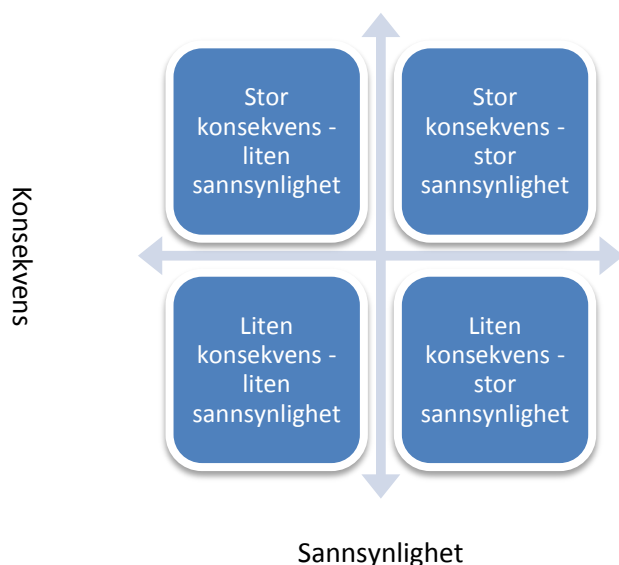 Stor
konsekvens -
liten
sannsynlighet
Stor
konsekvens -
stor
sannsynlighet
Konsekvens
Liten
konsekvens -
liten
sannsynlighet
Liten
konsekvens -
stor
sannsynlighet
Sannsynlighet